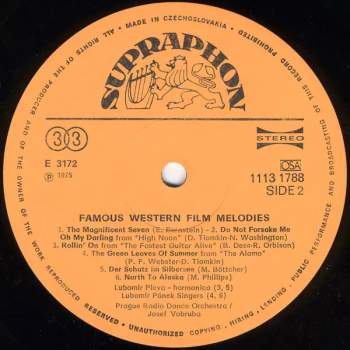 MADE IN CZECHOSLOVAKIA
ALL RIGHTS OF THE PRODUCER AND OF THE OWNER OF THE WORK REPRODUCED RESERVED · UNAUTHORIZED COPYING, HIRING, LENDING, PUBLIC PERFORMANCE AND BROADCASTING OF THIS RECORD PROHIBITED
SUPRAPHON
33
STEREO
E 3172
OSA
℗ 1975
1113 1788
SIDE 2
FAMOUS WESTERN FILM MELODIES
1. The Magnificent Seven (E. Bernstein) - 2. Do Not Forsake Me
Oh My Darling from "High Noon" (D. Tiomkin-N. Washington)
3. Rollin' On from "The Fastest Guitar Alive" (B. Dess-R. Orbison)
4. The Green Leaves Of Summer from "The Alamo"
(P. F. Webster-D. Tiomkin)
5. Der Schatz im Silbersee (M. Böttcher)
6. North To Alaska (M. Phillips)
Lubomír Pleva - harmonica (3, 5)
Lubomír Pánek Singers (4, 6)
Prague Radio Dance Orchestra /
Josef Vobruba